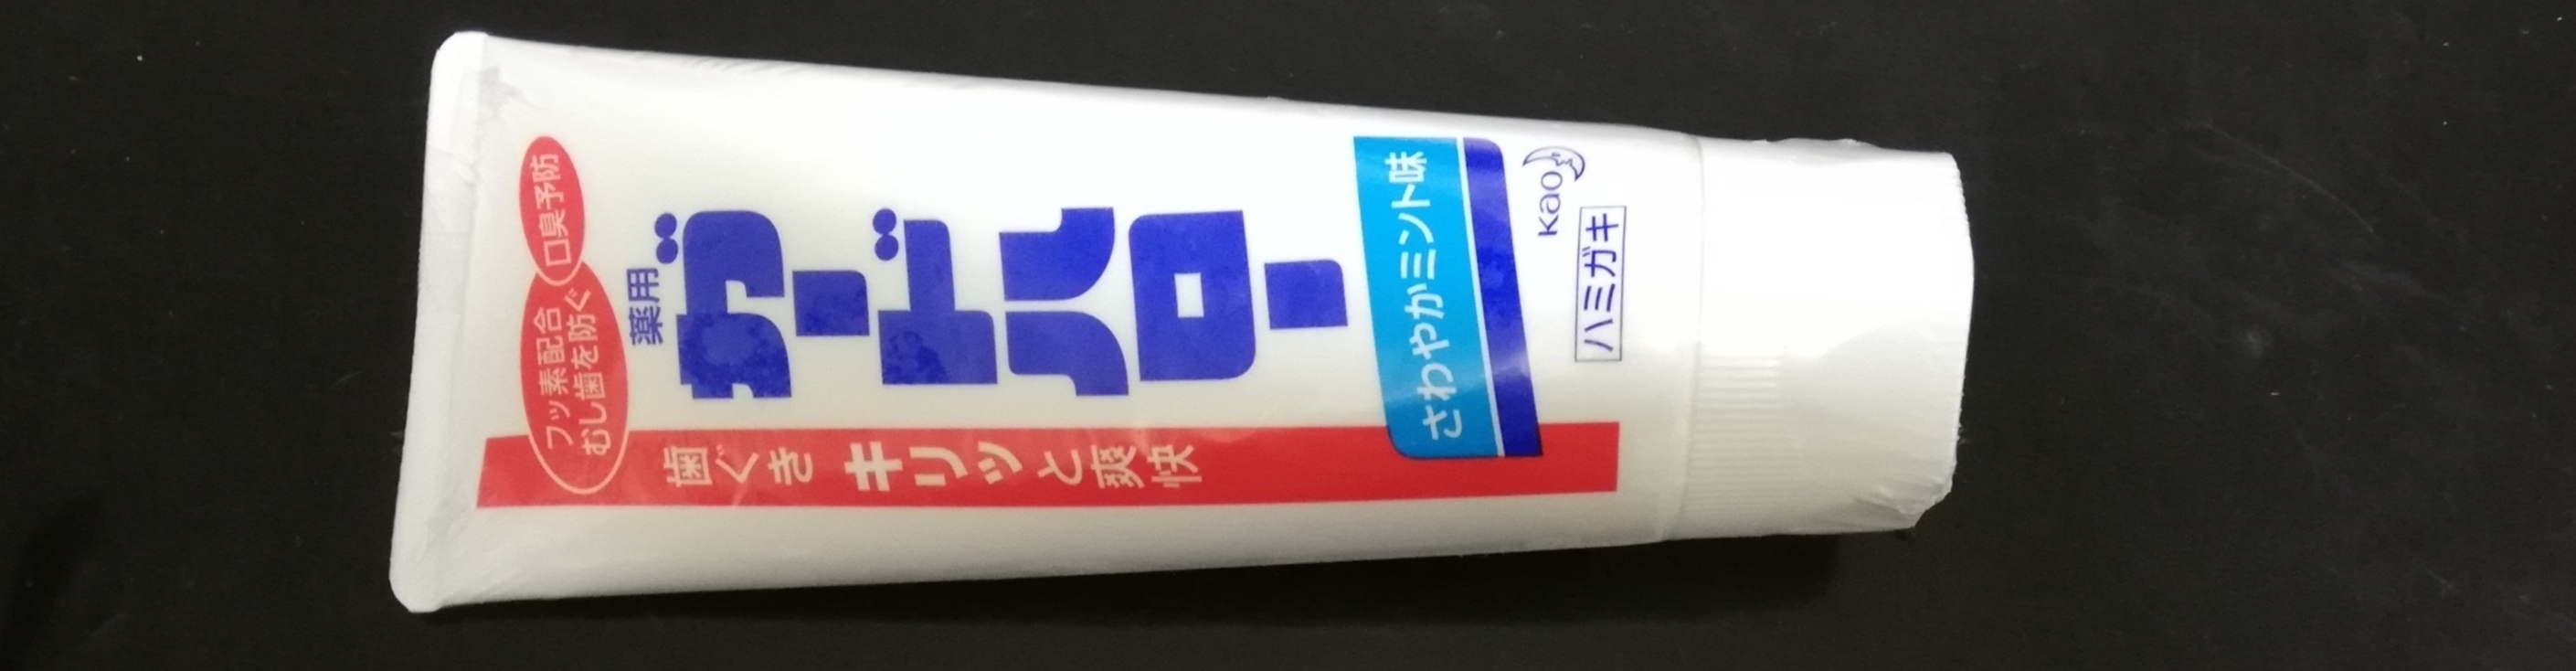 口臭予防
フッ素配合
むし歯を防ぐ
薬用
ガードハロー
歯ぐき キリッと爽快
さわやかミント味
Kao
ハミガキ